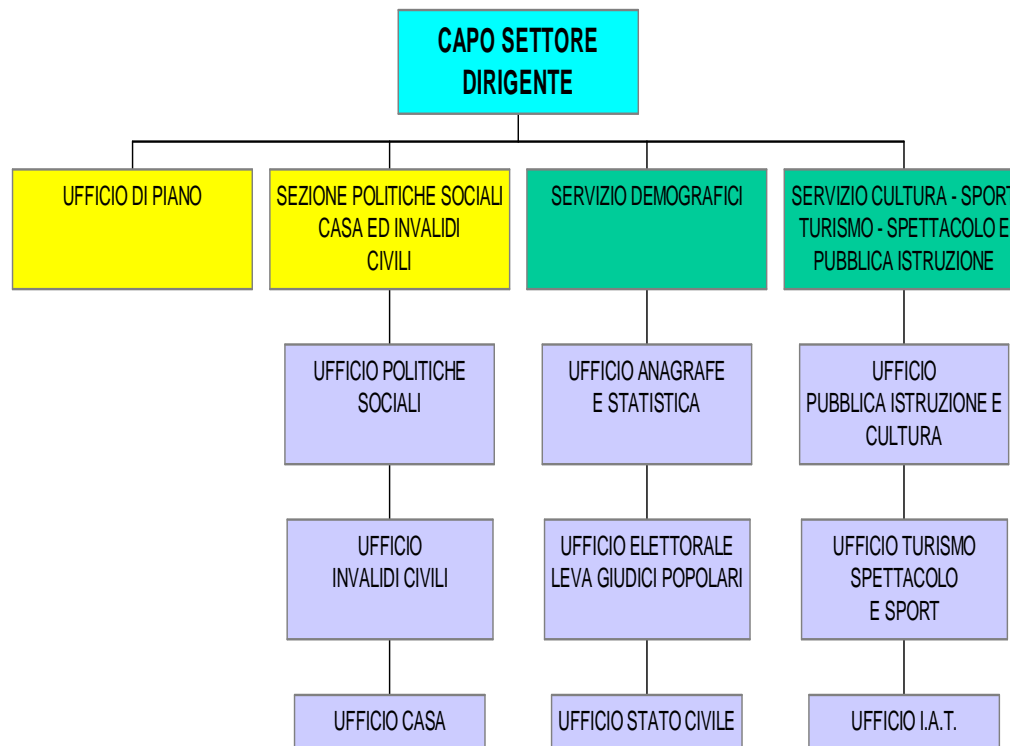 CAPO SETTORE
DIRIGENTE
UFFICIO DI PIANO
SEZIONE POLITICHE SOCIALI
CASA ED INVALIDI
CIVILI
SERVIZIO DEMOGRAFICI
SERVIZIO CULTURA - SPORT
TURISMO - SPETTACOLO E
PUBBLICA ISTRUZIONE
UFFICIO POLITICHE
SOCIALI
UFFICIO ANAGRAFE
E STATISTICA
UFFICIO
PUBBLICA ISTRUZIONE E
CULTURA
UFFICIO
INVALIDI CIVILI
UFFICIO ELETTORALE
LEVA GIUDICI POPOLARI
UFFICIO TURISMO
SPETTACOLO
E SPORT
UFFICIO CASA
UFFICIO STATO CIVILE
UFFICIO I.A.T.